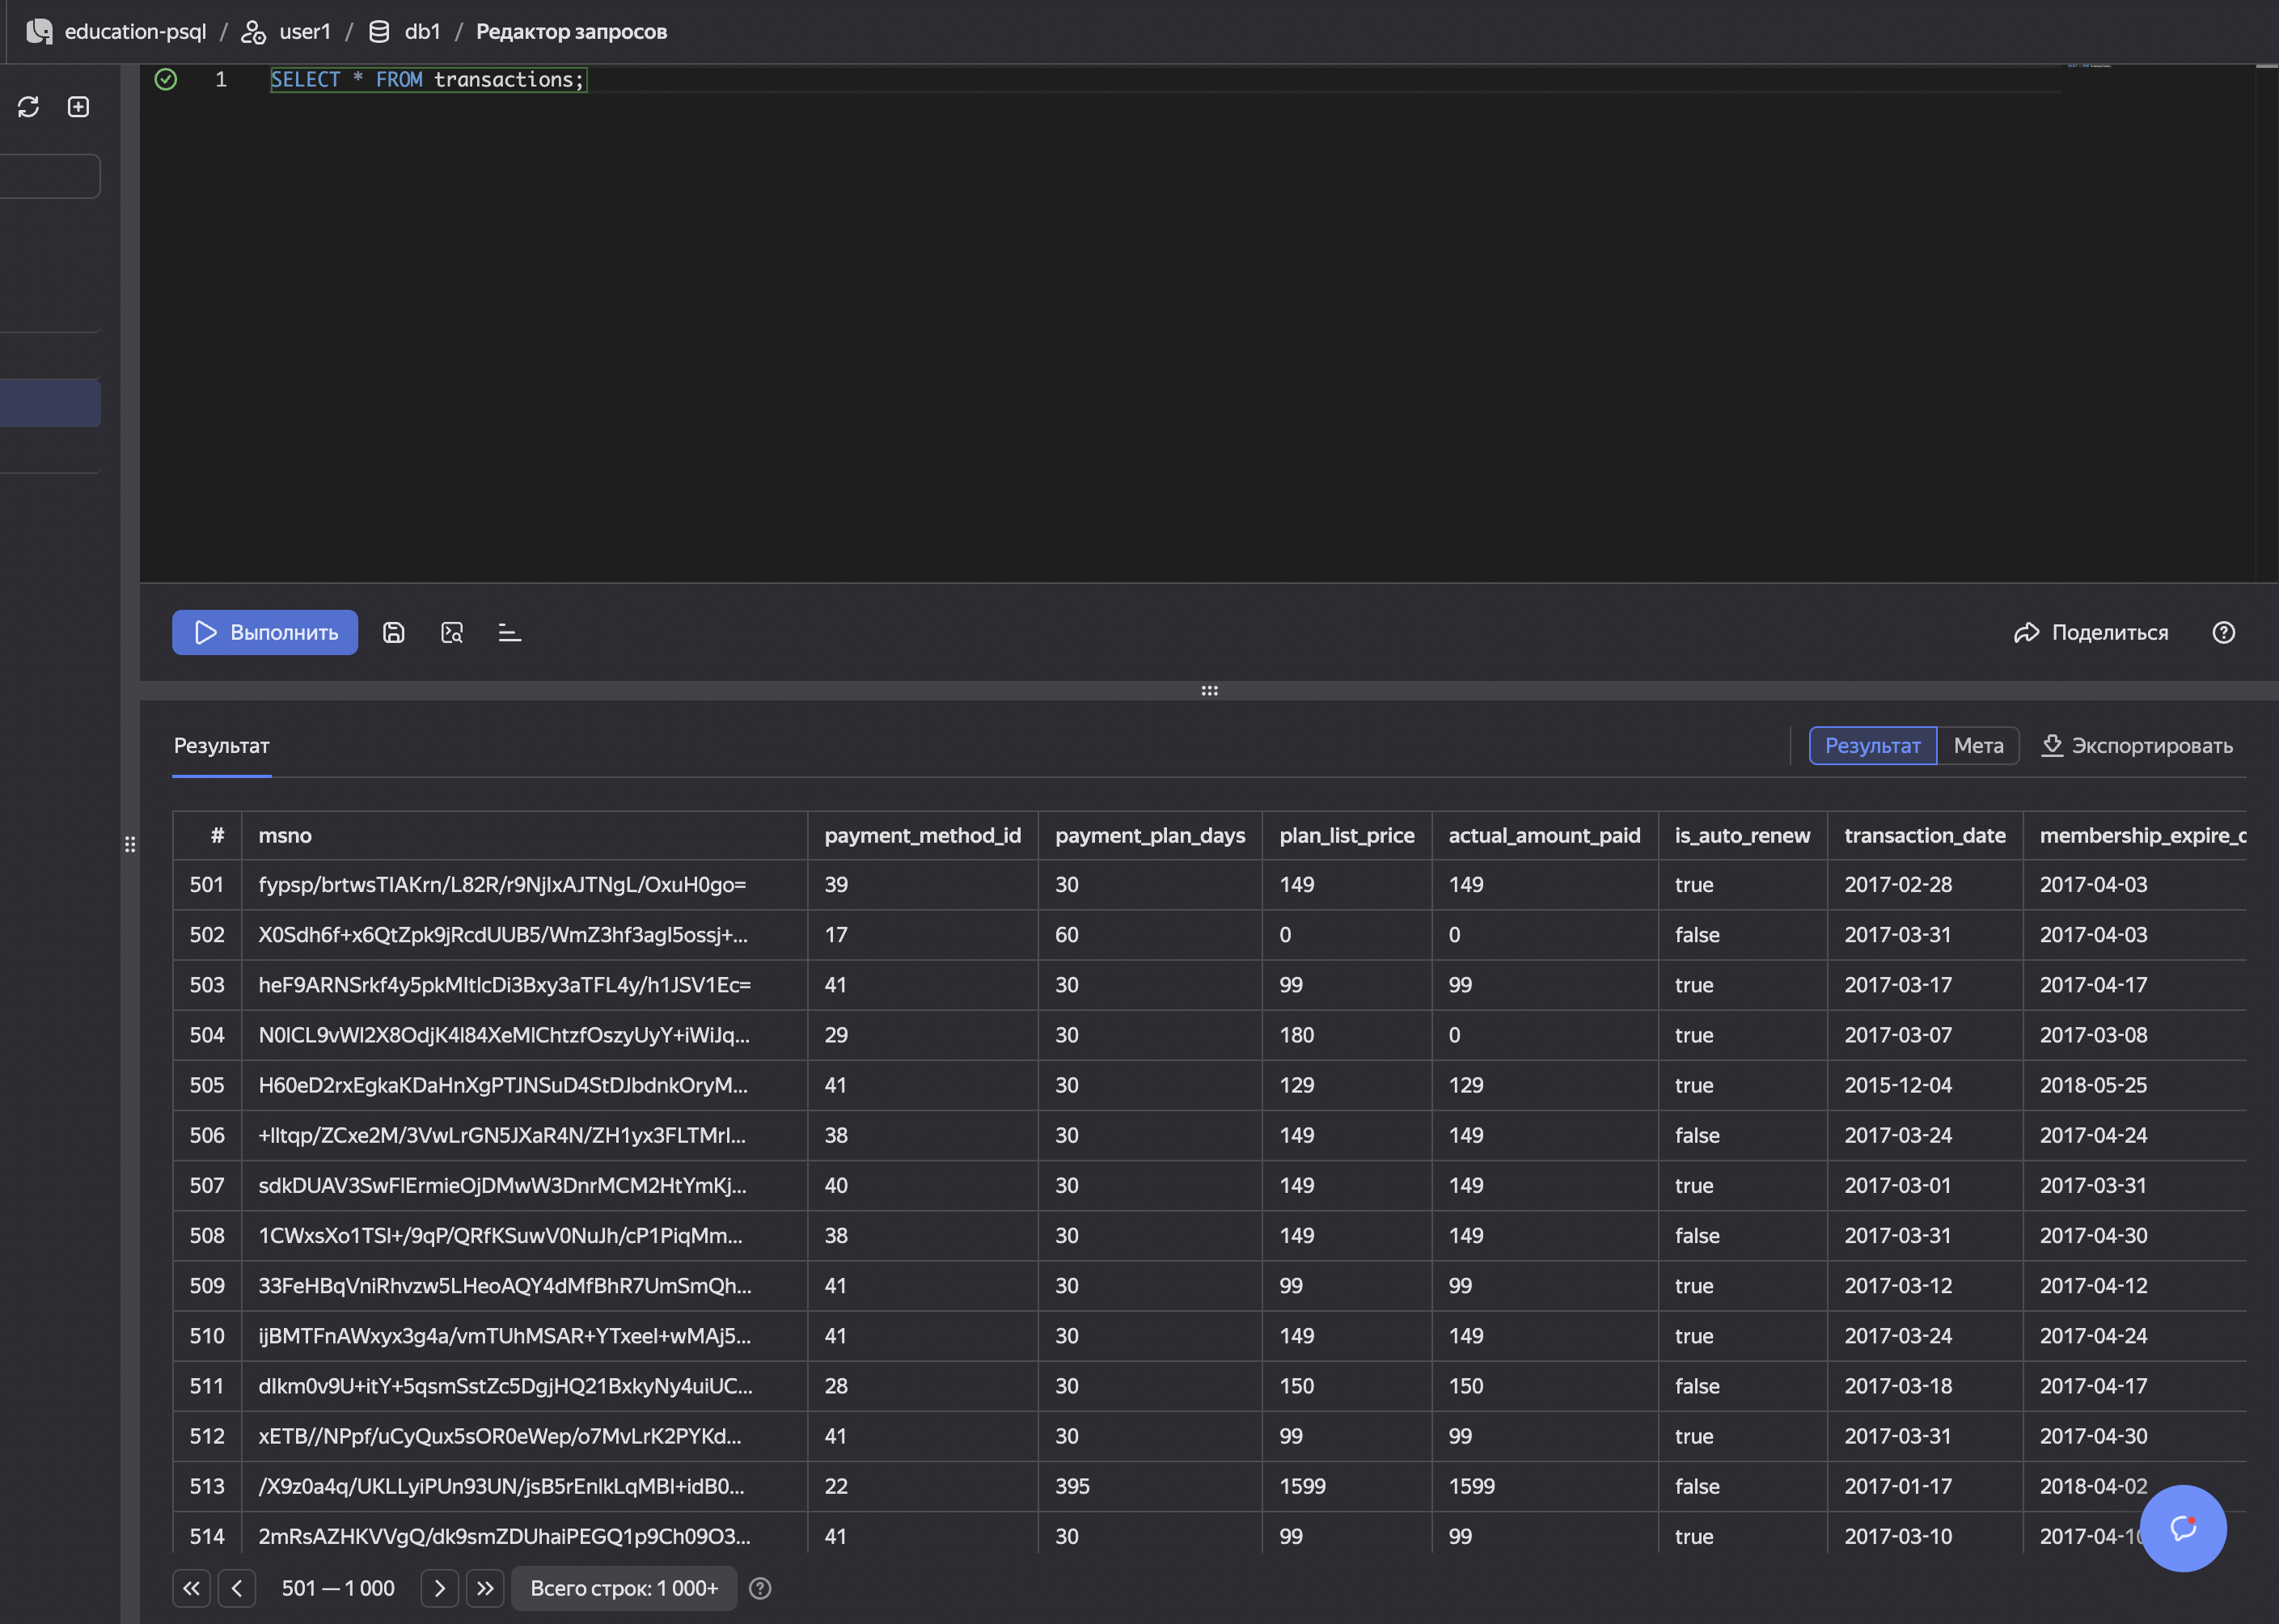 education-psql / user1 / db1 / Редактор запросов
1 SELECT * FROM transactions;
Выполнить Поделиться
Результат Результат Мета Экспортировать
# msno payment_method_id payment_plan_days plan_list_price actual_amount_paid is_auto_renew transaction_date membership_expire_d
501 fypsp/brtwsTIAKrn/L82R/r9NjIxAJTNgL/OxuH0go= 39 30 149 149 true 2017-02-28 2017-04-03
502 X0Sdh6f+x6QtZpk9jRcdUUB5/WmZ3hf3agI5ossj+... 17 60 0 0 false 2017-03-31 2017-04-03
503 heF9ARNSrkf4y5pkMItlcDi3Bxy3aTFL4y/h1JSV1Ec= 41 30 99 99 true 2017-03-17 2017-04-17
504 N0lCL9vWI2X8OdjK4l84XeMIChtzfOszyUyY+iWiJq... 29 30 180 0 true 2017-03-07 2017-03-08
505 H60eD2rxEgkaKDaHnXgPTJNSuD4StDJbdnkOryM... 41 30 129 129 true 2015-12-04 2018-05-25
506 +lltqp/ZCxe2M/3VwLrGN5JXaR4N/ZH1yx3FLTMrl... 38 30 149 149 false 2017-03-24 2017-04-24
507 sdkDUAV3SwFlErmieOjDMwW3DnrMCM2HtYmKj... 40 30 149 149 true 2017-03-01 2017-03-31
508 1CWxsXo1TSI+/9qP/QRfKSuwV0NuJh/cP1PiqMm... 38 30 149 149 false 2017-03-31 2017-04-30
509 33FeHBqVniRhvzw5LHeoAQY4dMfBhR7UmSmQh... 41 30 99 99 true 2017-03-12 2017-04-12
510 ijBMTFnAWxyx3g4a/vmTUhMSAR+YTxeeI+wMAj5... 41 30 149 149 true 2017-03-24 2017-04-24
511 dIkm0v9U+itY+5qsmSstZc5DgjHQ21BxkyNy4uiUC... 28 30 150 150 false 2017-03-18 2017-04-17
512 xETB//NPpf/uCyQux5sOR0eWep/o7MvLrK2PYKd... 41 30 99 99 true 2017-03-31 2017-04-30
513 /X9z0a4q/UKLLyiPUn93UN/jsB5rEnIkLqMBI+idB0... 22 395 1599 1599 false 2017-01-17 2018-04-02
514 2mRsAZHKVVgQ/dk9smZDUhaiPEGQ1p9Ch09O3... 41 30 99 99 true 2017-03-10 2017-04-10
501 — 1 000 Всего строк: 1 000+